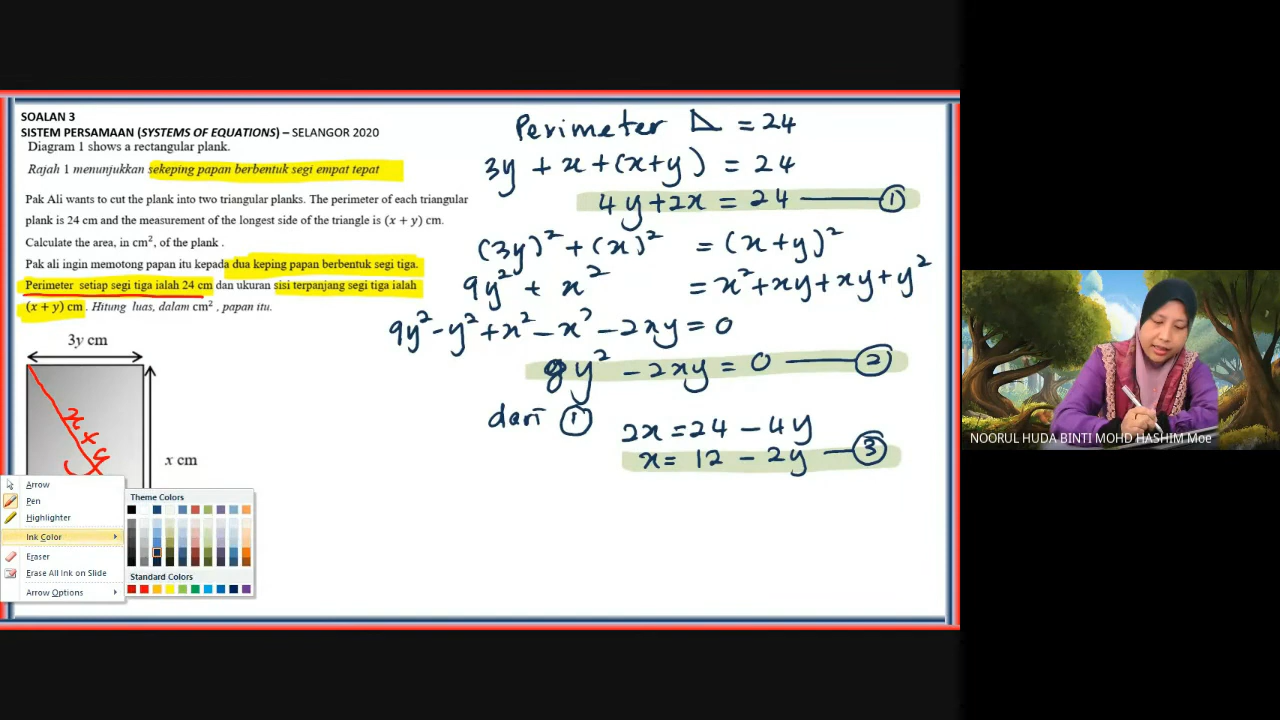 SOALAN 3
SISTEM PERSAMAAN (SYSTEMS OF EQUATIONS) – SELANGOR 2020
Diagram 1 shows a rectangular plank.
Rajah 1 menunjukkan sekeping papan berbentuk segi empat tepat
Pak Ali wants to cut the plank into two triangular planks. The perimeter of each triangular
plank is 24 cm and the measurement of the longest side of the triangle is (x + y) cm.
Calculate the area, in cm², of the plank .
Pak ali ingin memotong papan itu kepada dua keping papan berbentuk segi tiga.
Perimeter setiap segi tiga ialah 24 cm dan ukuran sisi terpanjang segi tiga ialah
(x + y) cm . Hitung luas, dalam cm² , papan itu.
3y cm
x + y
x cm
Arrow
Pen
Highlighter
Ink Color
Eraser
Erase All Ink on Slide
Arrow Options
Theme Colors
Standard Colors
Perimeter ◺ = 24
3y + x + (x+y) = 24
4y + 2x = 24 —— ①
(3y)² + (x)² = (x+y)²
9y² + x² = x² + xy + xy + y²
9y² - y² + x² - x² - 2xy = 0
8y² - 2xy = 0 —— ②
dari ①
2x = 24 - 4y
x = 12 - 2y —— ③
NOORUL HUDA BINTI MOHD HASHIM Moe